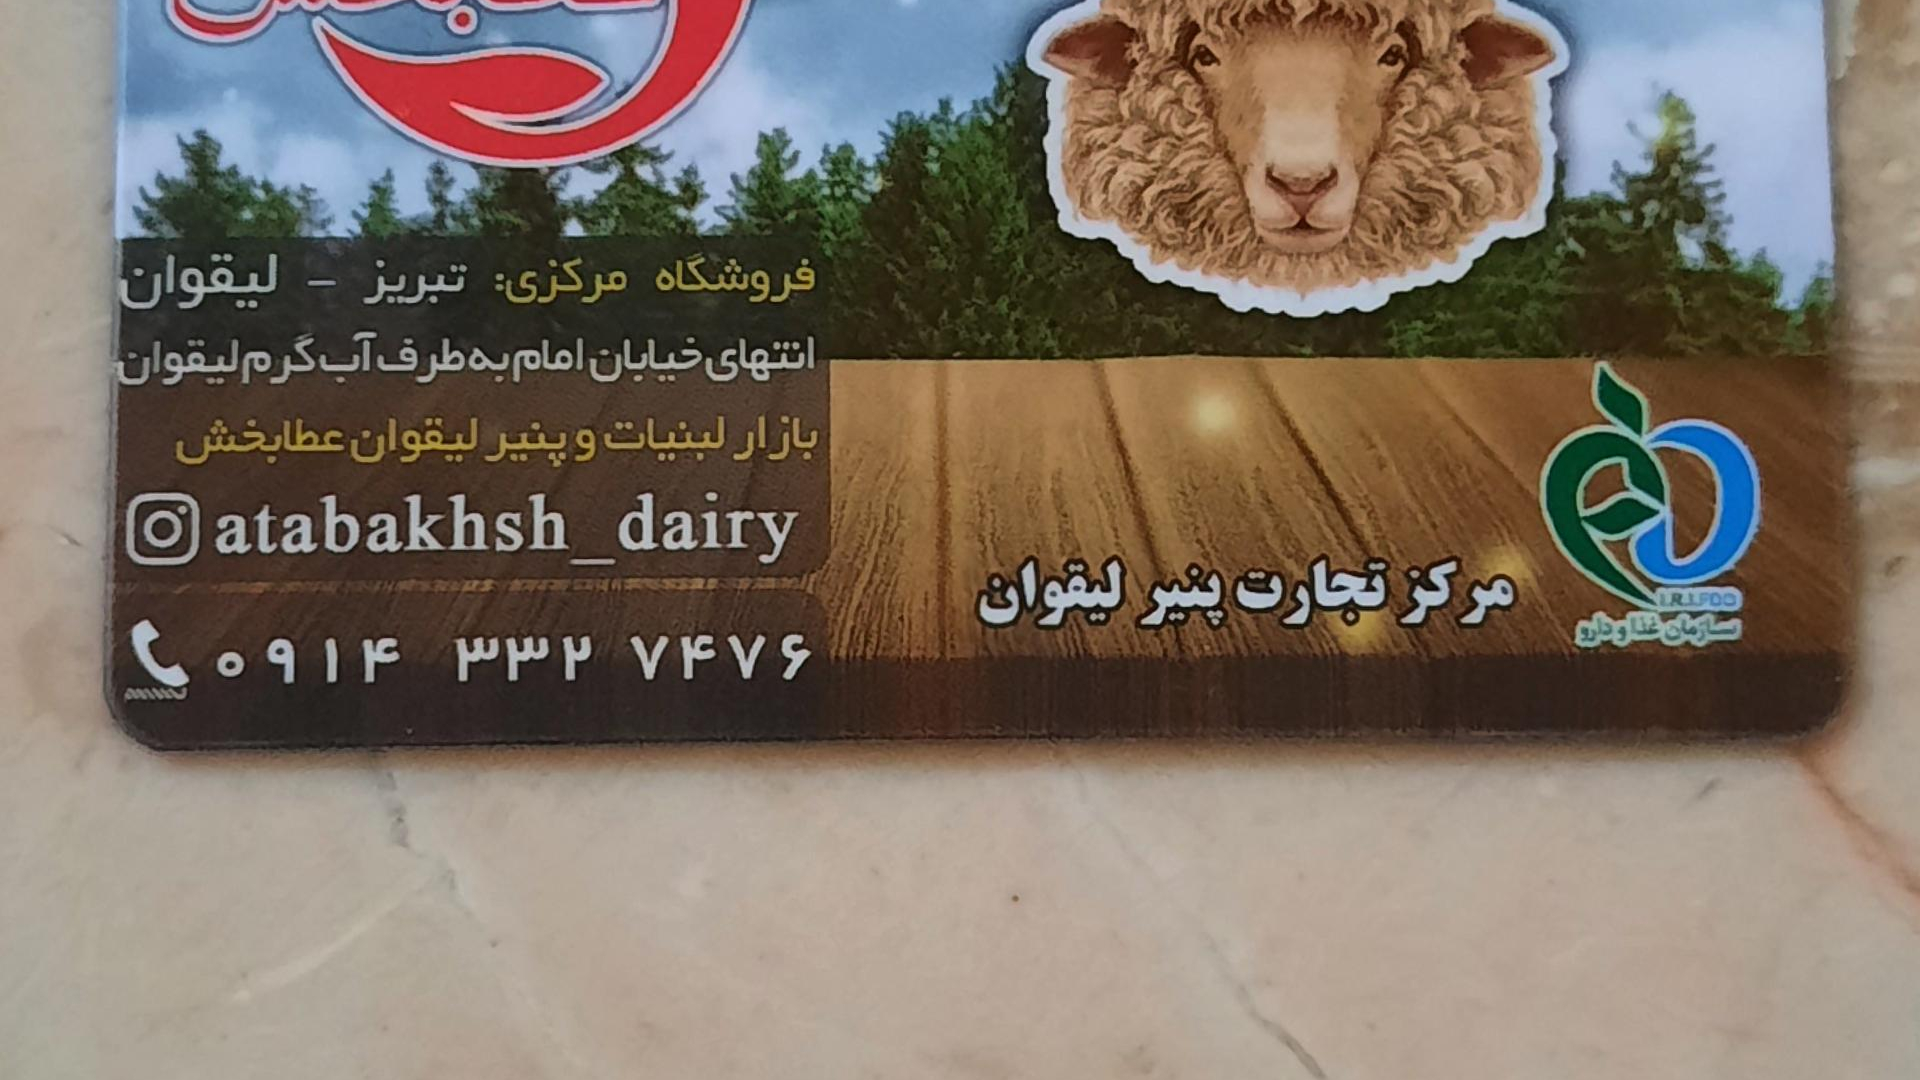 عطابخش
فروشگاه مرکزی: تبریز - لیقوان
انتهای خیابان امام به طرف آب گرم لیقوان
بازار لبنیات و پنیر لیقوان عطابخش
atabakhsh_dairy
۰۹۱۴ ۳۳۲ ۷۴۷۶
مرکز تجارت پنیر لیقوان
I.R.I.FDO
سازمان غذا و دارو